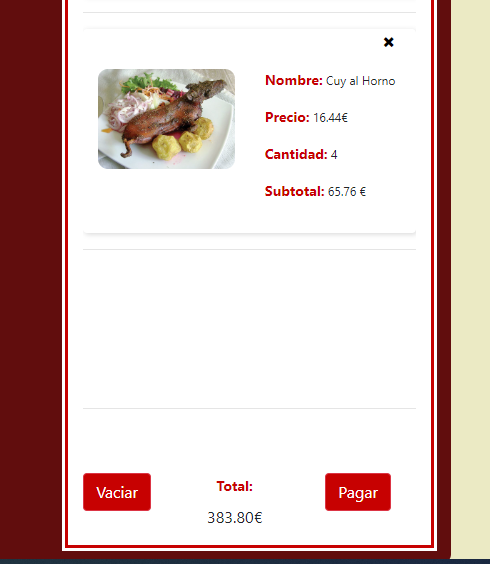 ✖
Nombre: Cuy al Horno
Precio: 16.44€
Cantidad: 4
Subtotal: 65.76 €
Vaciar
Total:
Pagar
383.80€